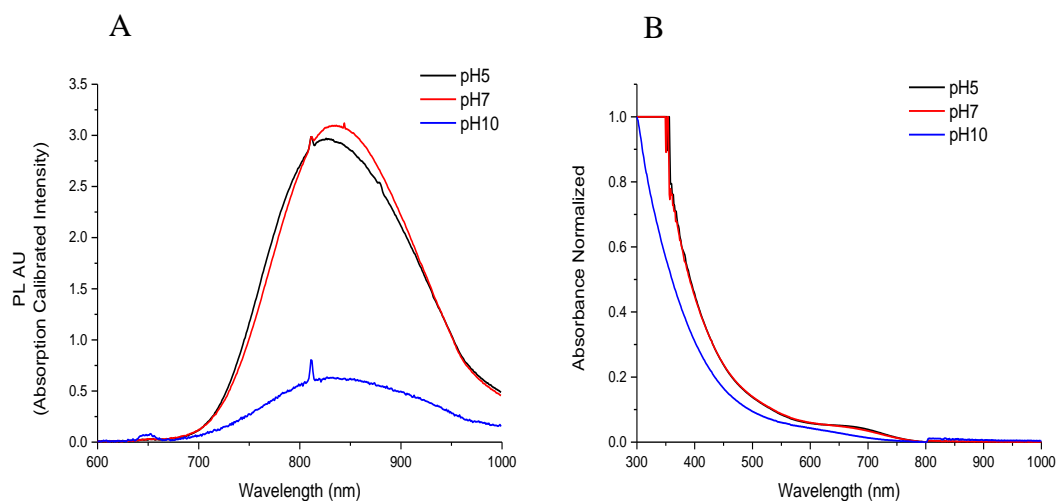 A
B
pH5
pH7
pH10
3.5
3.0
2.5
2.0
1.5
1.0
0.5
0.0
600
700
800
900
1000
Wavelength (nm)
PL AU
(Absorption Calibrated Intensity)
pH5
pH7
pH10
1.0
0.8
0.6
0.4
0.2
0.0
300
400
500
600
700
800
900
1000
Wavelength (nm)
Absorbance Normalized